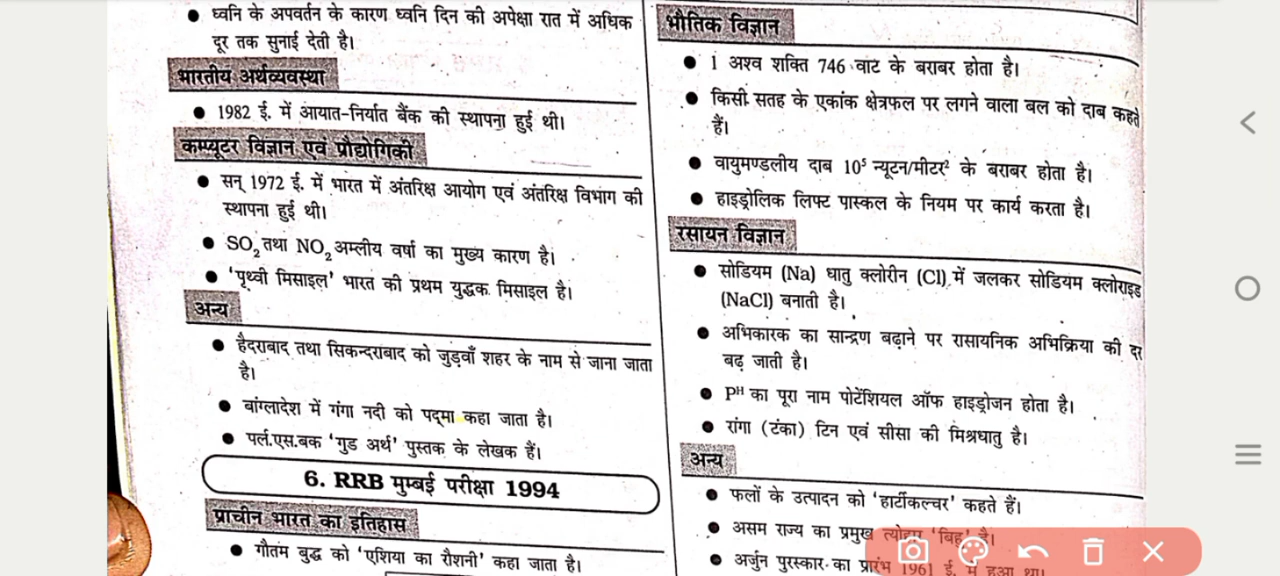 ● ध्वनि के अपवर्तन के कारण ध्वनि दिन की अपेक्षा रात में अधिक
दूर तक सुनाई देती है।
भारतीय अर्थव्यवस्था
● 1982 ई. में आयात-निर्यात बैंक की स्थापना हुई थी।
कम्प्यूटर विज्ञान एवं प्रौद्योगिकी
● सन् 1972 ई. में भारत में अंतरिक्ष आयोग एवं अंतरिक्ष विभाग की
स्थापना हुई थी।
● SO₂ तथा NO₂ अम्लीय वर्षा का मुख्य कारण है।
● 'पृथ्वी मिसाइल' भारत की प्रथम युद्धक मिसाइल है।
अन्य
● हैदराबाद तथा सिकन्दराबाद को जुड़वाँ शहर के नाम से जाना जाता
है।
● बांग्लादेश में गंगा नदी को पद्मा कहा जाता है।
● पर्ल.एस.बक 'गुड अर्थ' पुस्तक के लेखक हैं।
6. RRB मुम्बई परीक्षा 1994
प्राचीन भारत का इतिहास
● गौतम बुद्ध को 'एशिया का रौशनी' कहा जाता है।
भौतिक विज्ञान
● 1 अश्व शक्ति 746 वाट के बराबर होता है।
● किसी सतह के एकांक क्षेत्रफल पर लगने वाला बल को दाब कहते
हैं।
● वायुमण्डलीय दाब 10⁵ न्यूटन/मीटर² के बराबर होता है।
● हाइड्रोलिक लिफ्ट पास्कल के नियम पर कार्य करता है।
रसायन विज्ञान
● सोडियम (Na) धातु क्लोरीन (Cl) में जलकर सोडियम क्लोराइड
(NaCl) बनाती है।
● अभिकारक का सान्द्रण बढ़ाने पर रासायनिक अभिक्रिया की दर
बढ़ जाती है।
● Pᴴ का पूरा नाम पोटेंशियल ऑफ हाइड्रोजन होता है।
● रांगा (टंका) टिन एवं सीसा की मिश्रधातु है।
अन्य
● फलों के उत्पादन को 'हार्टीकल्चर' कहते हैं।
● असम राज्य का प्रमुख त्योहार 'बिहू' है।
● अर्जुन पुरस्कार का प्रारंभ 1961 ई. में हुआ था।